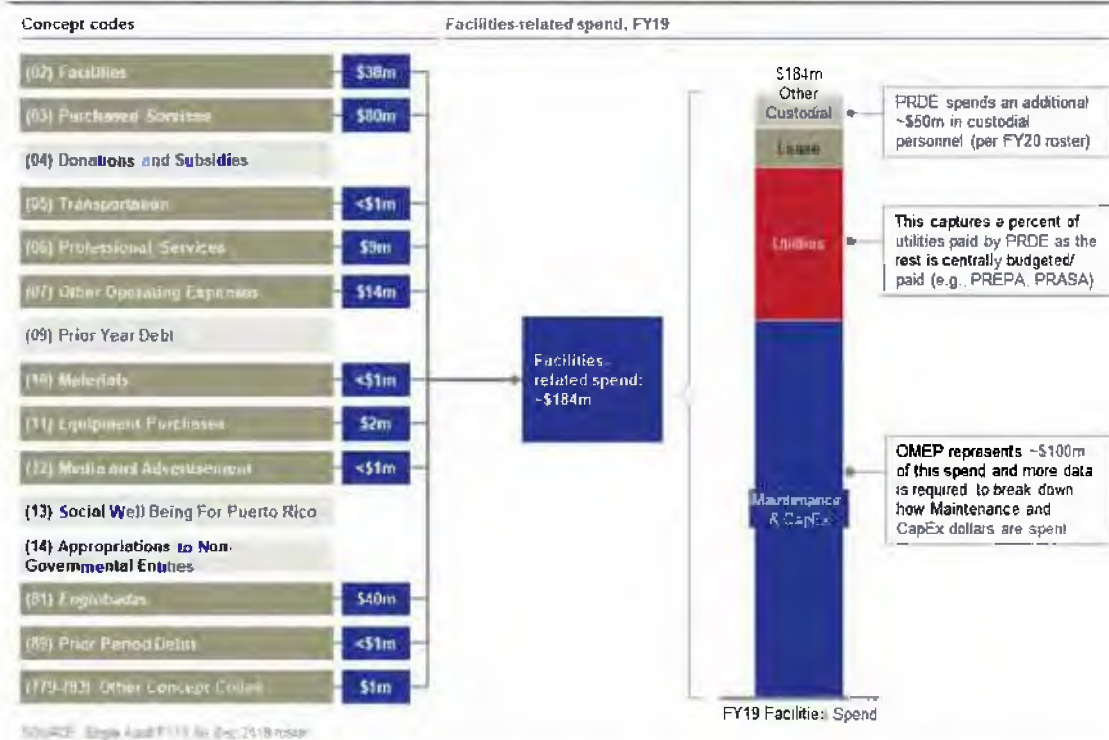 Concept codes
Facilities-related spend, FY19
(02) Facilities
$38m
(03) Purchased Services
$80m
(04) Donations and Subsidies
(05) Transportation
<$1m
(06) Professional Services
$9m
(07) Other Operating Expenses
$14m
(09) Prior Year Debt
(10) Materials
<$1m
(11) Equipment Purchases
$2m
(12) Media and Advertisement
<$1m
(13) Social Well Being For Puerto Rico
(14) Appropriations to Non-
Governmental Entities
(81) Englobadas
$40m
(89) Prior Period Debts
<$1m
(779-783) Other Concept Codes
$1m
Facilities-
related spend:
~$184m
$184m
Other
Custodial
Lease
Utilities
Maintenance
& CapEx
FY19 Facilities Spend
PRDE spends an additional
~$50m in custodial
personnel (per FY20 roster)
This captures a percent of
utilities paid by PRDE as the
rest is centrally budgeted/
paid (e.g., PREPA, PRASA)
OMEP represents ~$100m
of this spend and more data
is required to break down
how Maintenance and
CapEx dollars are spent
SOURCE: roster